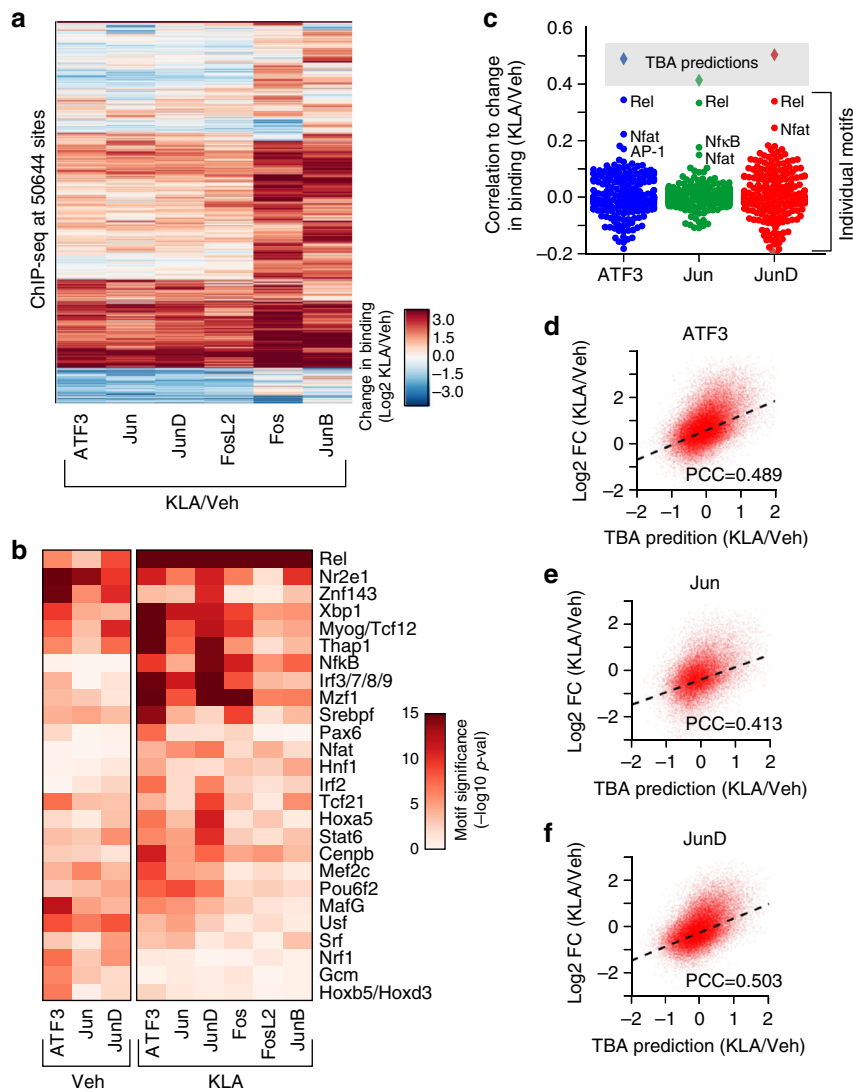 a
ChIP-seq at 50644 sites
Change in binding
(Log2 KLA/Veh)
3.0
1.5
0.0
–1.5
–3.0
ATF3
Jun
JunD
FosL2
Fos
JunB
KLA/Veh
b
Rel
Nr2e1
Znf143
Xbp1
Myog/Tcf12
Thap1
NfkB
Irf3/7/8/9
Mzf1
Srebpf
Pax6
Nfat
Hnf1
Irf2
Tcf21
Hoxa5
Stat6
Cenpb
Mef2c
Pou6f2
MafG
Usf
Srf
Nrf1
Gcm
Hoxb5/Hoxd3
15
10
5
0
Motif significance
(–log10 p-val)
ATF3
Jun
JunD
ATF3
Jun
JunD
Fos
FosL2
JunB
Veh
KLA
c
Correlation to change
in binding (KLA/Veh)
0.6
0.4
0.2
0.0
–0.2
TBA predictions
Rel
Nfat
AP-1
Rel
NfκB
Nfat
Rel
Nfat
Individual motifs
ATF3
Jun
JunD
d
ATF3
Log2 FC (KLA/Veh)
2
0
–2
PCC=0.489
–2 –1 0 1 2
TBA predition (KLA/Veh)
e
Jun
Log2 FC (KLA/Veh)
2
0
–2
PCC=0.413
–2 –1 0 1 2
TBA prediction (KLA/Veh)
f
JunD
Log2 FC (KLA/Veh)
2
0
–2
PCC=0.503
–2 –1 0 1 2
TBA prediction (KLA/Veh)